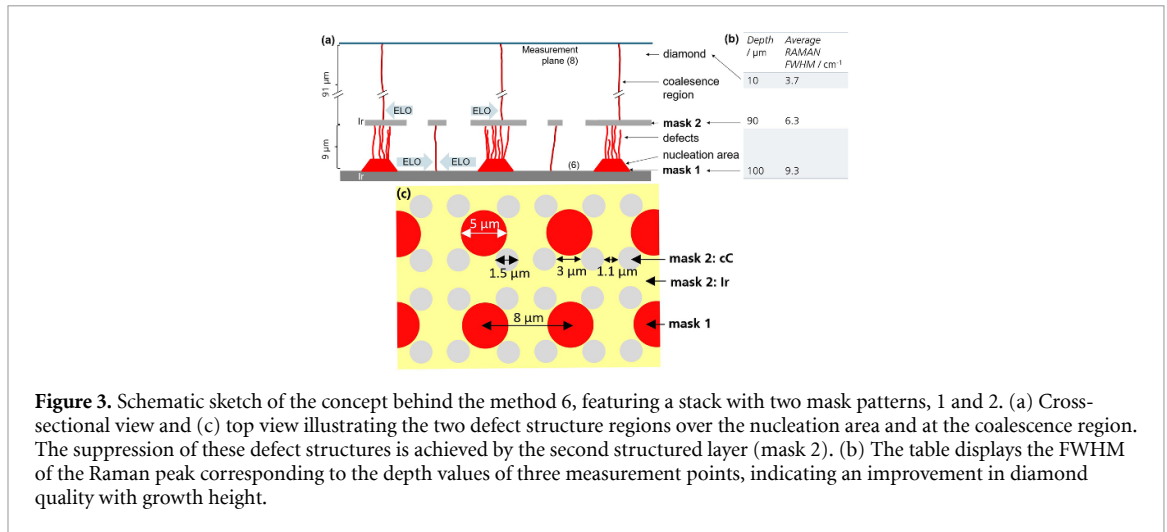 (a)
Measurement
plane (8)
diamond
coalesence
region
91 µm
Ir
ELO
ELO
mask 2
defects
9 µm
nucleation area
ELO
ELO
(6)
mask 1
Ir
(b) Depth Average
/ µm RAMAN
FWHM / cm⁻¹
10 3.7
90 6.3
100 9.3
(c)
5 µm
mask 2: cC
1.5 µm
3 µm
1.1 µm
mask 2: Ir
8 µm
mask 1
Figure 3. Schematic sketch of the concept behind the method 6, featuring a stack with two mask patterns, 1 and 2. (a) Cross-
sectional view and (c) top view illustrating the two defect structure regions over the nucleation area and at the coalescence region.
The suppression of these defect structures is achieved by the second structured layer (mask 2). (b) The table displays the FWHM
of the Raman peak corresponding to the depth values of three measurement points, indicating an improvement in diamond
quality with growth height.